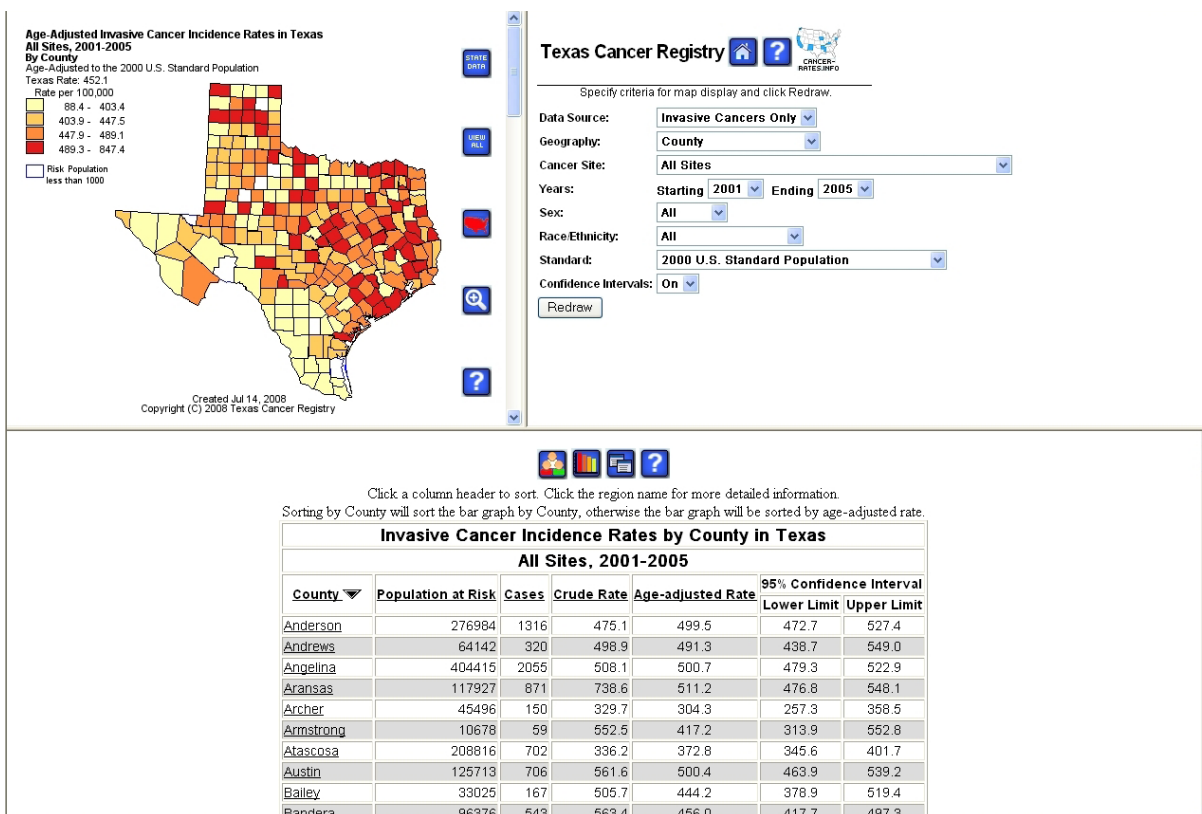 Age-Adjusted Invasive Cancer Incidence Rates in Texas
All Sites, 2001-2005
By County
Age-Adjusted to the 2000 U.S. Standard Population
Texas Rate: 452.1
Rate per 100,000
88.4 - 403.4
403.9 - 447.5
447.9 - 489.1
489.3 - 847.4
Risk Population
less than 1000
Created Jul 14, 2008
Copyright (C) 2008 Texas Cancer Registry
STATE
DATA
VIEW
ALL
?
Texas Cancer Registry ? CANCER-
RATES.INFO
Specify criteria for map display and click Redraw.
Data Source: Invasive Cancers Only
Geography: County
Cancer Site: All Sites
Years: Starting 2001 Ending 2005
Sex: All
Race/Ethnicity: All
Standard: 2000 U.S. Standard Population
Confidence Intervals: On
Redraw
?
Click a column header to sort. Click the region name for more detailed information.
Sorting by County will sort the bar graph by County, otherwise the bar graph will be sorted by age-adjusted rate.
Invasive Cancer Incidence Rates by County in Texas
All Sites, 2001-2005
County Population at Risk Cases Crude Rate Age-adjusted Rate 95% Confidence Interval
Lower Limit Upper Limit
Anderson 276984 1316 475.1 499.5 472.7 527.4
Andrews 64142 320 498.9 491.3 438.7 549.0
Angelina 404415 2055 508.1 500.7 479.3 522.9
Aransas 117927 871 738.6 511.2 476.8 548.1
Archer 45496 150 329.7 304.3 257.3 358.5
Armstrong 10678 59 552.5 417.2 313.9 552.8
Atascosa 208816 702 336.2 372.8 345.6 401.7
Austin 125713 706 561.6 500.4 463.9 539.2
Bailey 33025 167 505.7 444.2 378.9 519.4
Bandera 96376 543 563.4 456.0 417.7 497.3